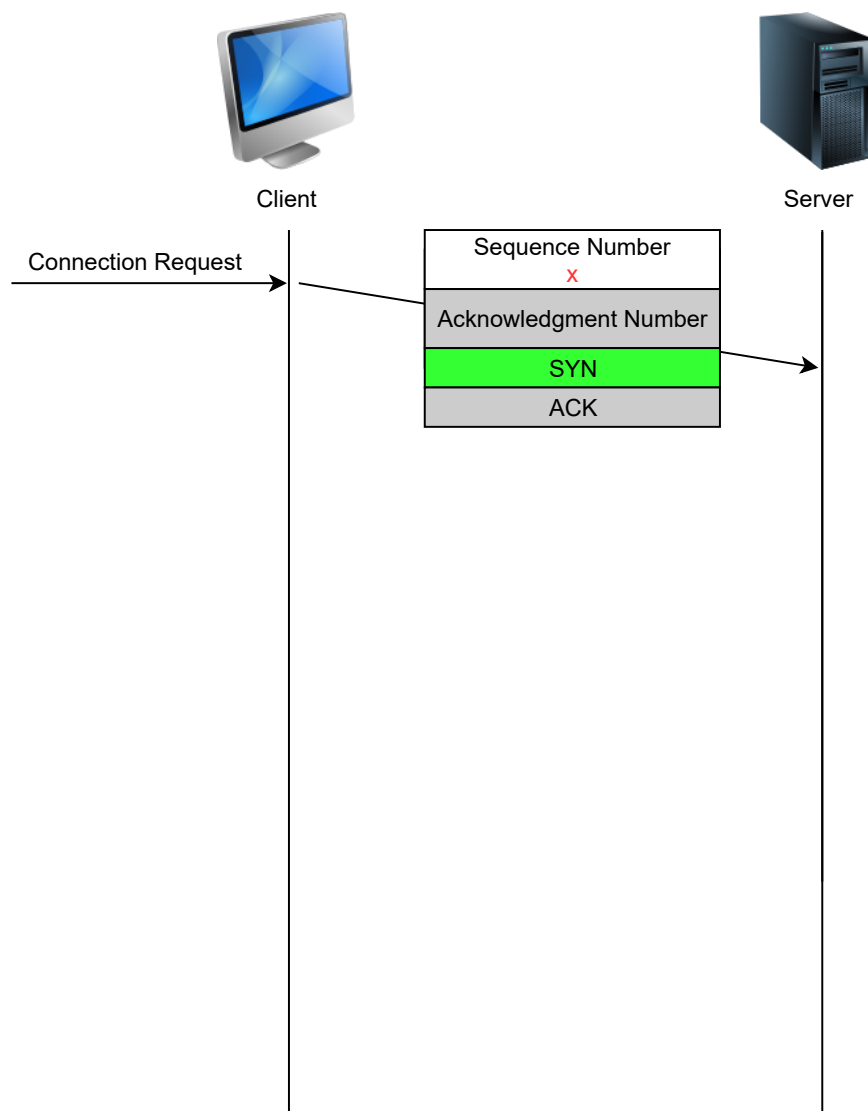 Client
Server
Connection Request
Sequence Number
x
Acknowledgment Number
SYN
ACK